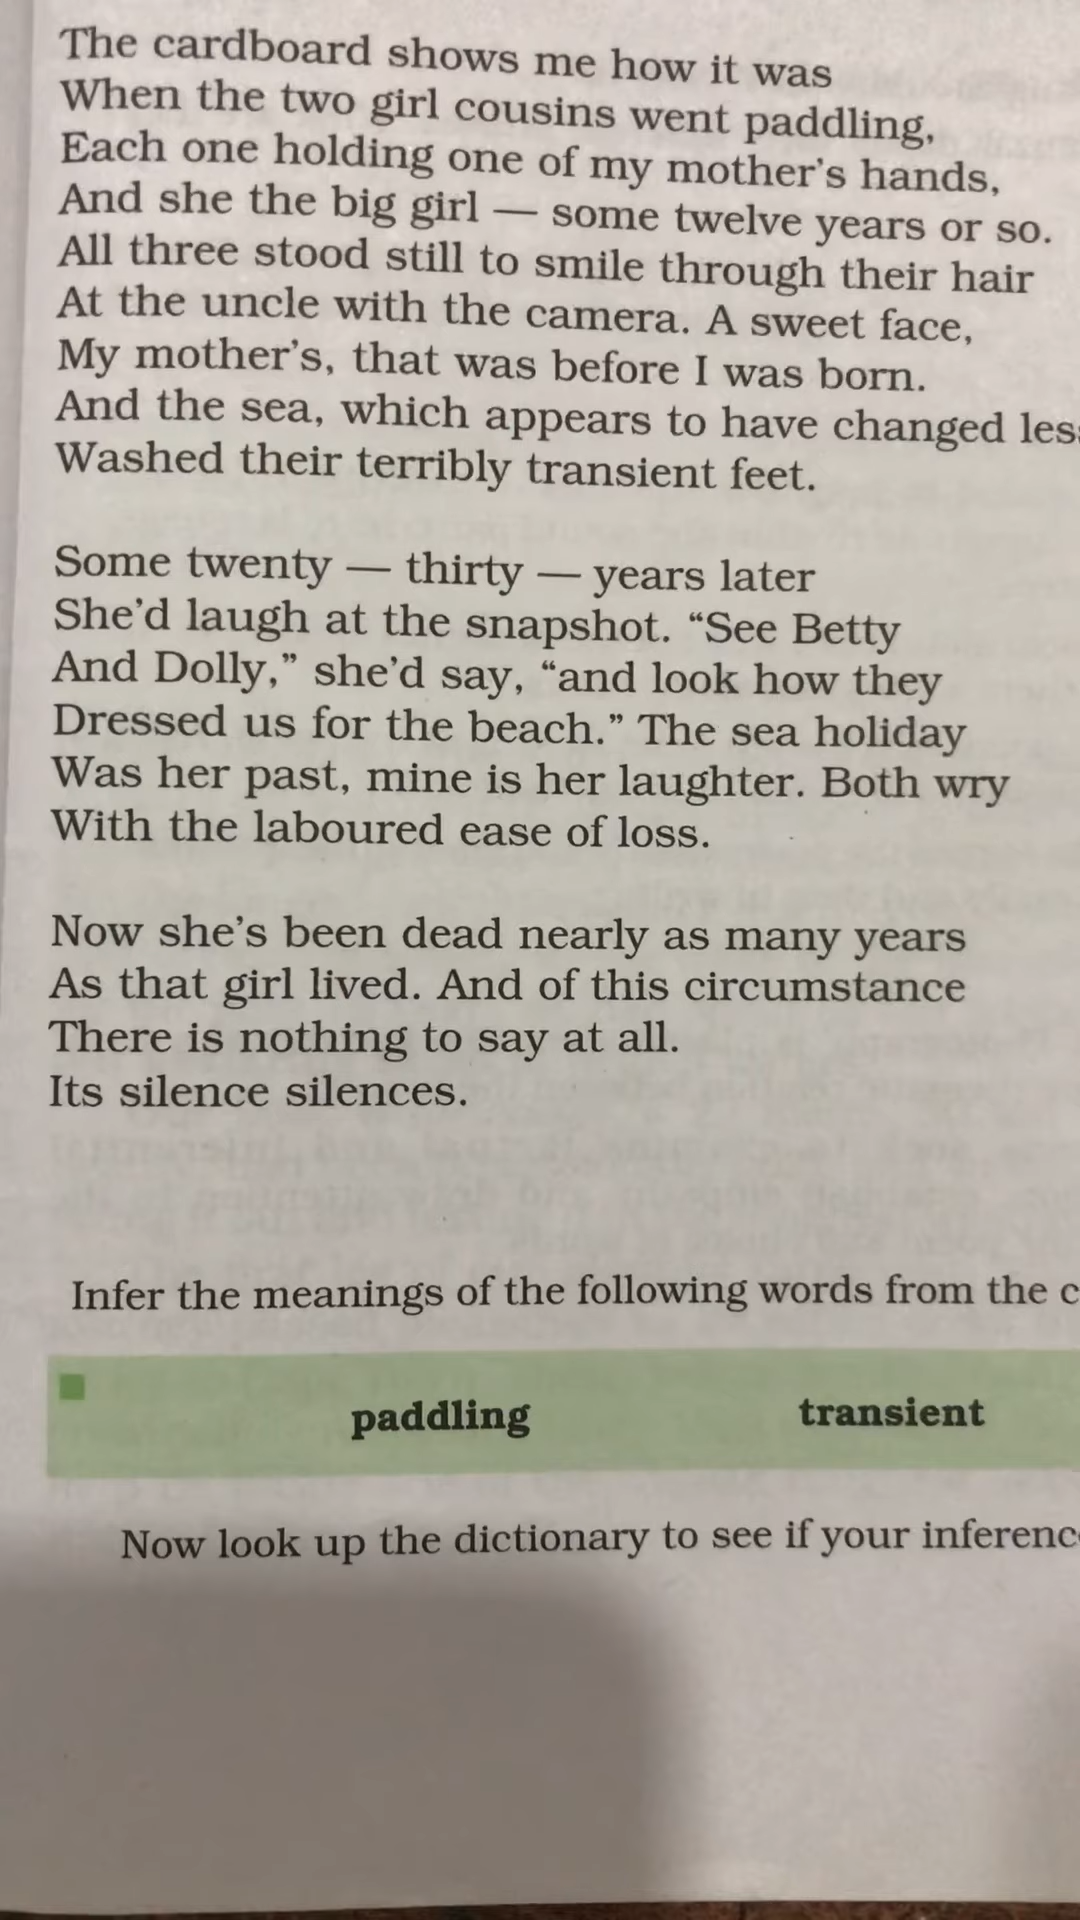 The cardboard shows me how it was
When the two girl cousins went paddling,
Each one holding one of my mother's hands,
And she the big girl — some twelve years or so.
All three stood still to smile through their hair
At the uncle with the camera. A sweet face,
My mother's, that was before I was born.
And the sea, which appears to have changed
Washed their terribly transient feet.
Some twenty — thirty — years later
She'd laugh at the snapshot. “See Betty
And Dolly,” she'd say, “and look how they
Dressed us for the beach.” The sea holiday
Was her past, mine is her laughter. Both wry
With the laboured ease of loss.
Now she's been dead nearly as many years
As that girl lived. And of this circumstance
There is nothing to say at all.
Its silence silences.
Infer the meanings of the following words from the
paddling transient
Now look up the dictionary to see if your